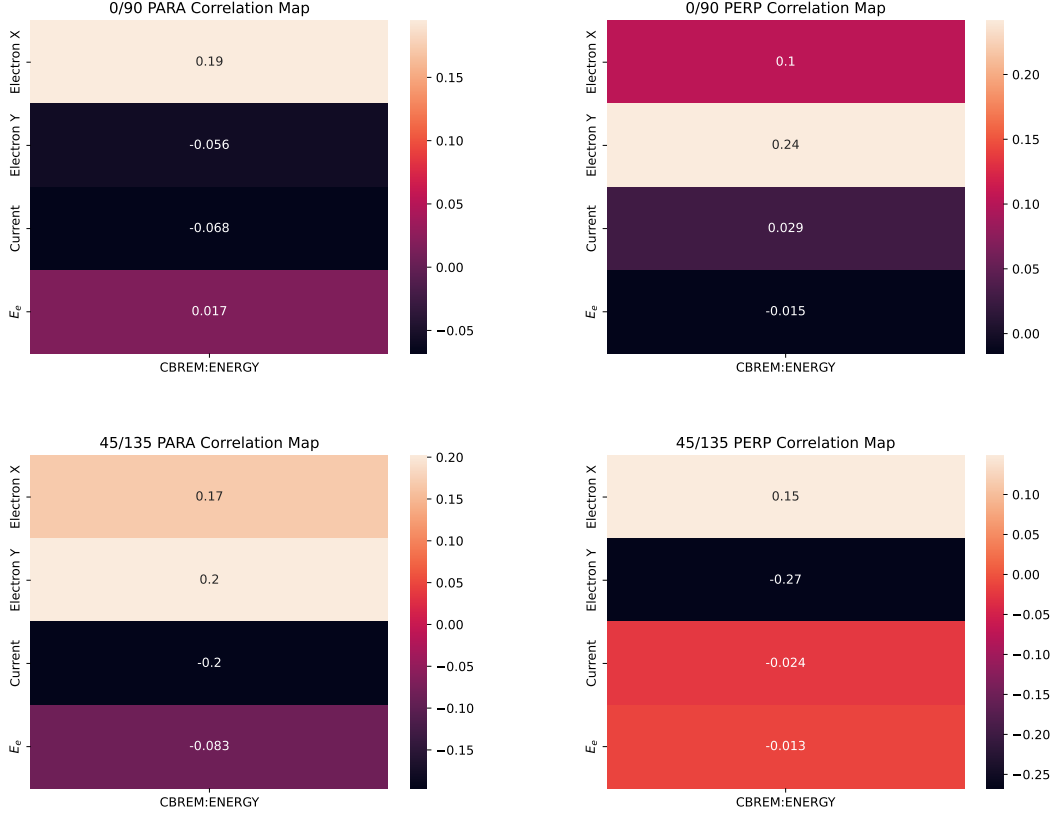 0/90 PARA Correlation Map
Electron X
Electron Y
Current
E_e
0.19
-0.056
-0.068
0.017
CBREM:ENERGY
0.15
0.10
0.05
0.00
−0.05
0/90 PERP Correlation Map
Electron X
Electron Y
Current
E_e
0.1
0.24
0.029
-0.015
CBREM:ENERGY
0.20
0.15
0.10
0.05
0.00
45/135 PARA Correlation Map
Electron X
Electron Y
Current
E_e
0.17
0.2
-0.2
-0.083
CBREM:ENERGY
0.20
0.15
0.10
0.05
0.00
−0.05
−0.10
−0.15
45/135 PERP Correlation Map
Electron X
Electron Y
Current
E_e
0.15
-0.27
-0.024
-0.013
CBREM:ENERGY
0.10
0.05
0.00
−0.05
−0.10
−0.15
−0.20
−0.25